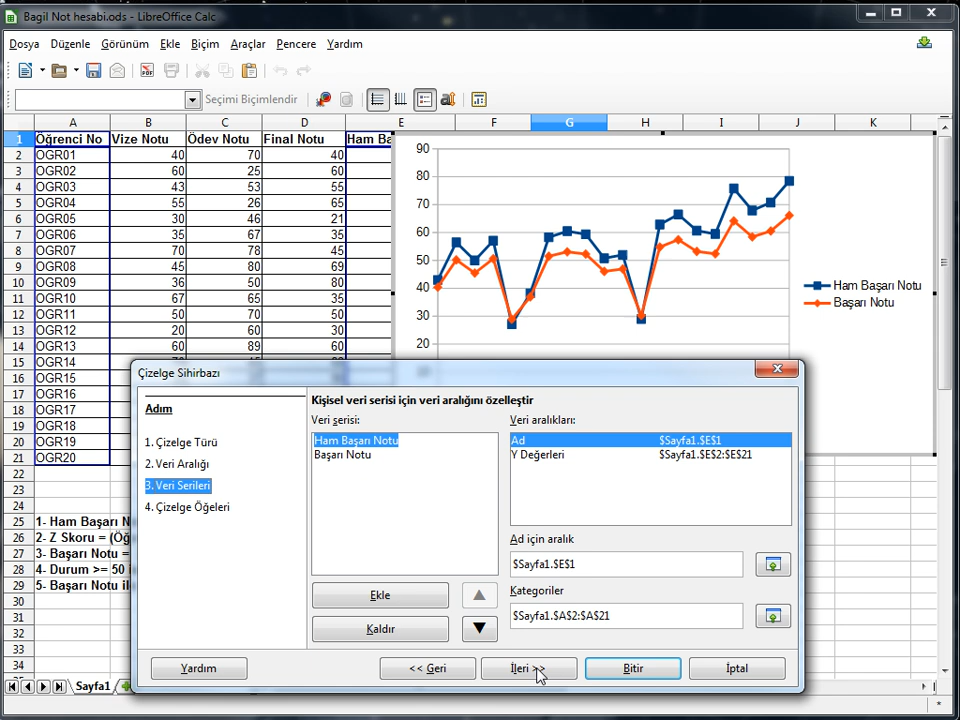 Bagil Not hesabi.ods - LibreOffice Calc
Dosya Düzenle Görünüm Ekle Biçim Araçlar Pencere Yardım
Seçimi Biçimlendir
A B C D E F G H I J K
1 Öğrenci No Vize Notu Ödev Notu Final Notu Ham Ba
2 OGR01 40 70 40
3 OGR02 60 25 60
4 OGR03 43 53 55
5 OGR04 55 26 65
6 OGR05 30 46 21
7 OGR06 35 67 35
8 OGR07 70 78 45
9 OGR08 45 80 69
10 OGR09 36 50 80
11 OGR10 67 65 35
12 OGR11 50 70 50
13 OGR12 20 60 30
14 OGR13 60 89 60
15 OGR14
16 OGR15
17 OGR16
18 OGR17
19 OGR18
20 OGR19
21 OGR20
22
23
24
25 1- Ham Başarı N
26 2- Z Skoru = (Öğ
27 3- Başarı Notu =
28 4- Durum >= 50
29 5- Başarı Notu il
30
31
32
33
34
90
80
70
60
50
40
30
20
Ham Başarı Notu
Başarı Notu
Çizelge Sihirbazı
Adım
1. Çizelge Türü
2. Veri Aralığı
3. Veri Serileri
4. Çizelge Öğeleri
Kişisel veri serisi için veri aralığını özelleştir
Veri serisi:
Ham Başarı Notu
Başarı Notu
Ekle
Kaldır
Veri aralıkları:
Ad $Sayfa1.$E$1
Y Değerleri $Sayfa1.$E$2:$E$21
Ad için aralık
$Sayfa1.$E$1
Kategoriler
$Sayfa1.$A$2:$A$21
Yardım << Geri İleri >> Bitir İptal
Sayfa1